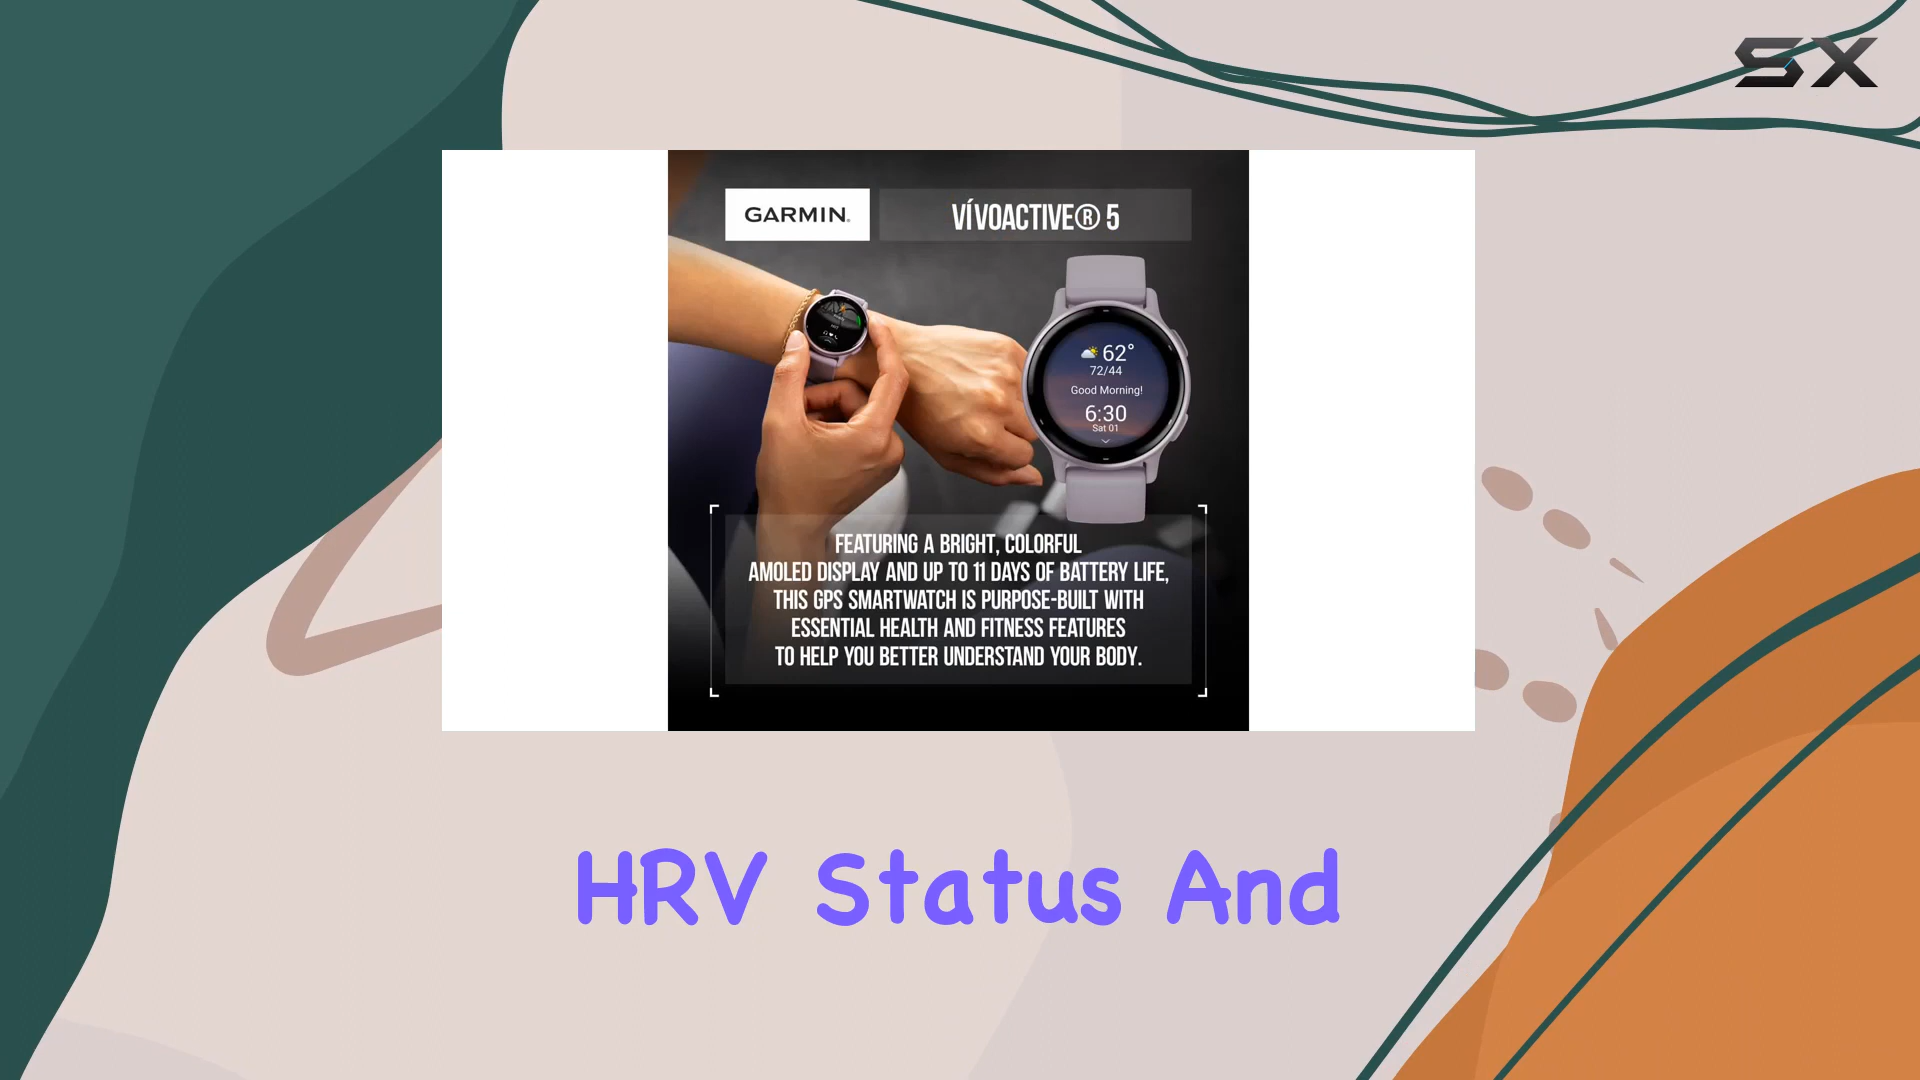 SX
GARMIN.
VÍVOACTIVE® 5
62°
72/44
Good Morning!
6:30
Sat 01
FEATURING A BRIGHT, COLORFUL
AMOLED DISPLAY AND UP TO 11 DAYS OF BATTERY LIFE,
THIS GPS SMARTWATCH IS PURPOSE-BUILT WITH
ESSENTIAL HEALTH AND FITNESS FEATURES
TO HELP YOU BETTER UNDERSTAND YOUR BODY.
HRV Status And